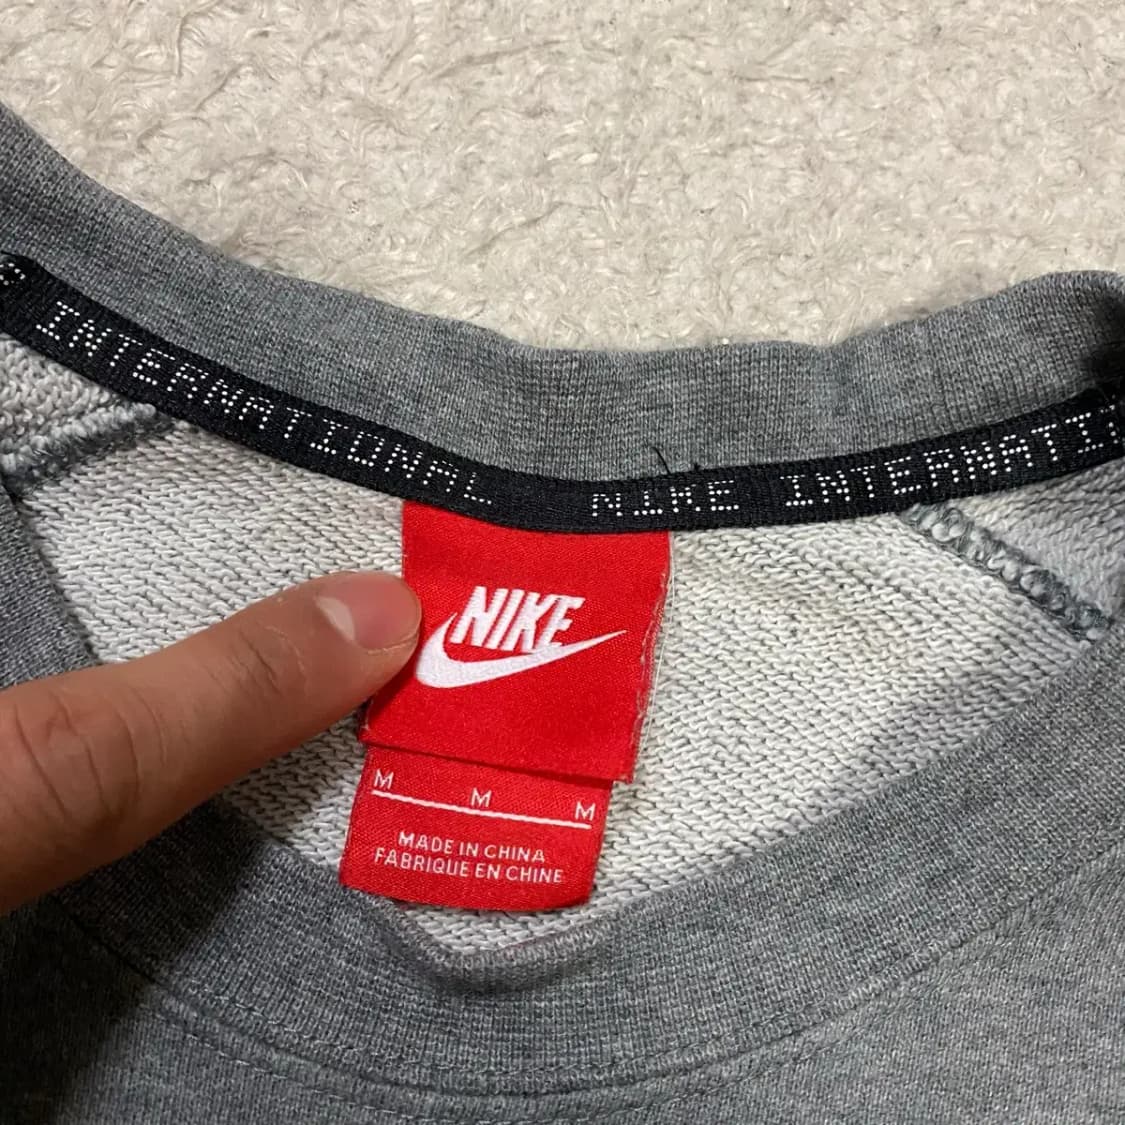 INTERNATIONAL NIKE INTERNATI
NIKE
M M M
MADE IN CHINA
FABRIQUE EN CHINE